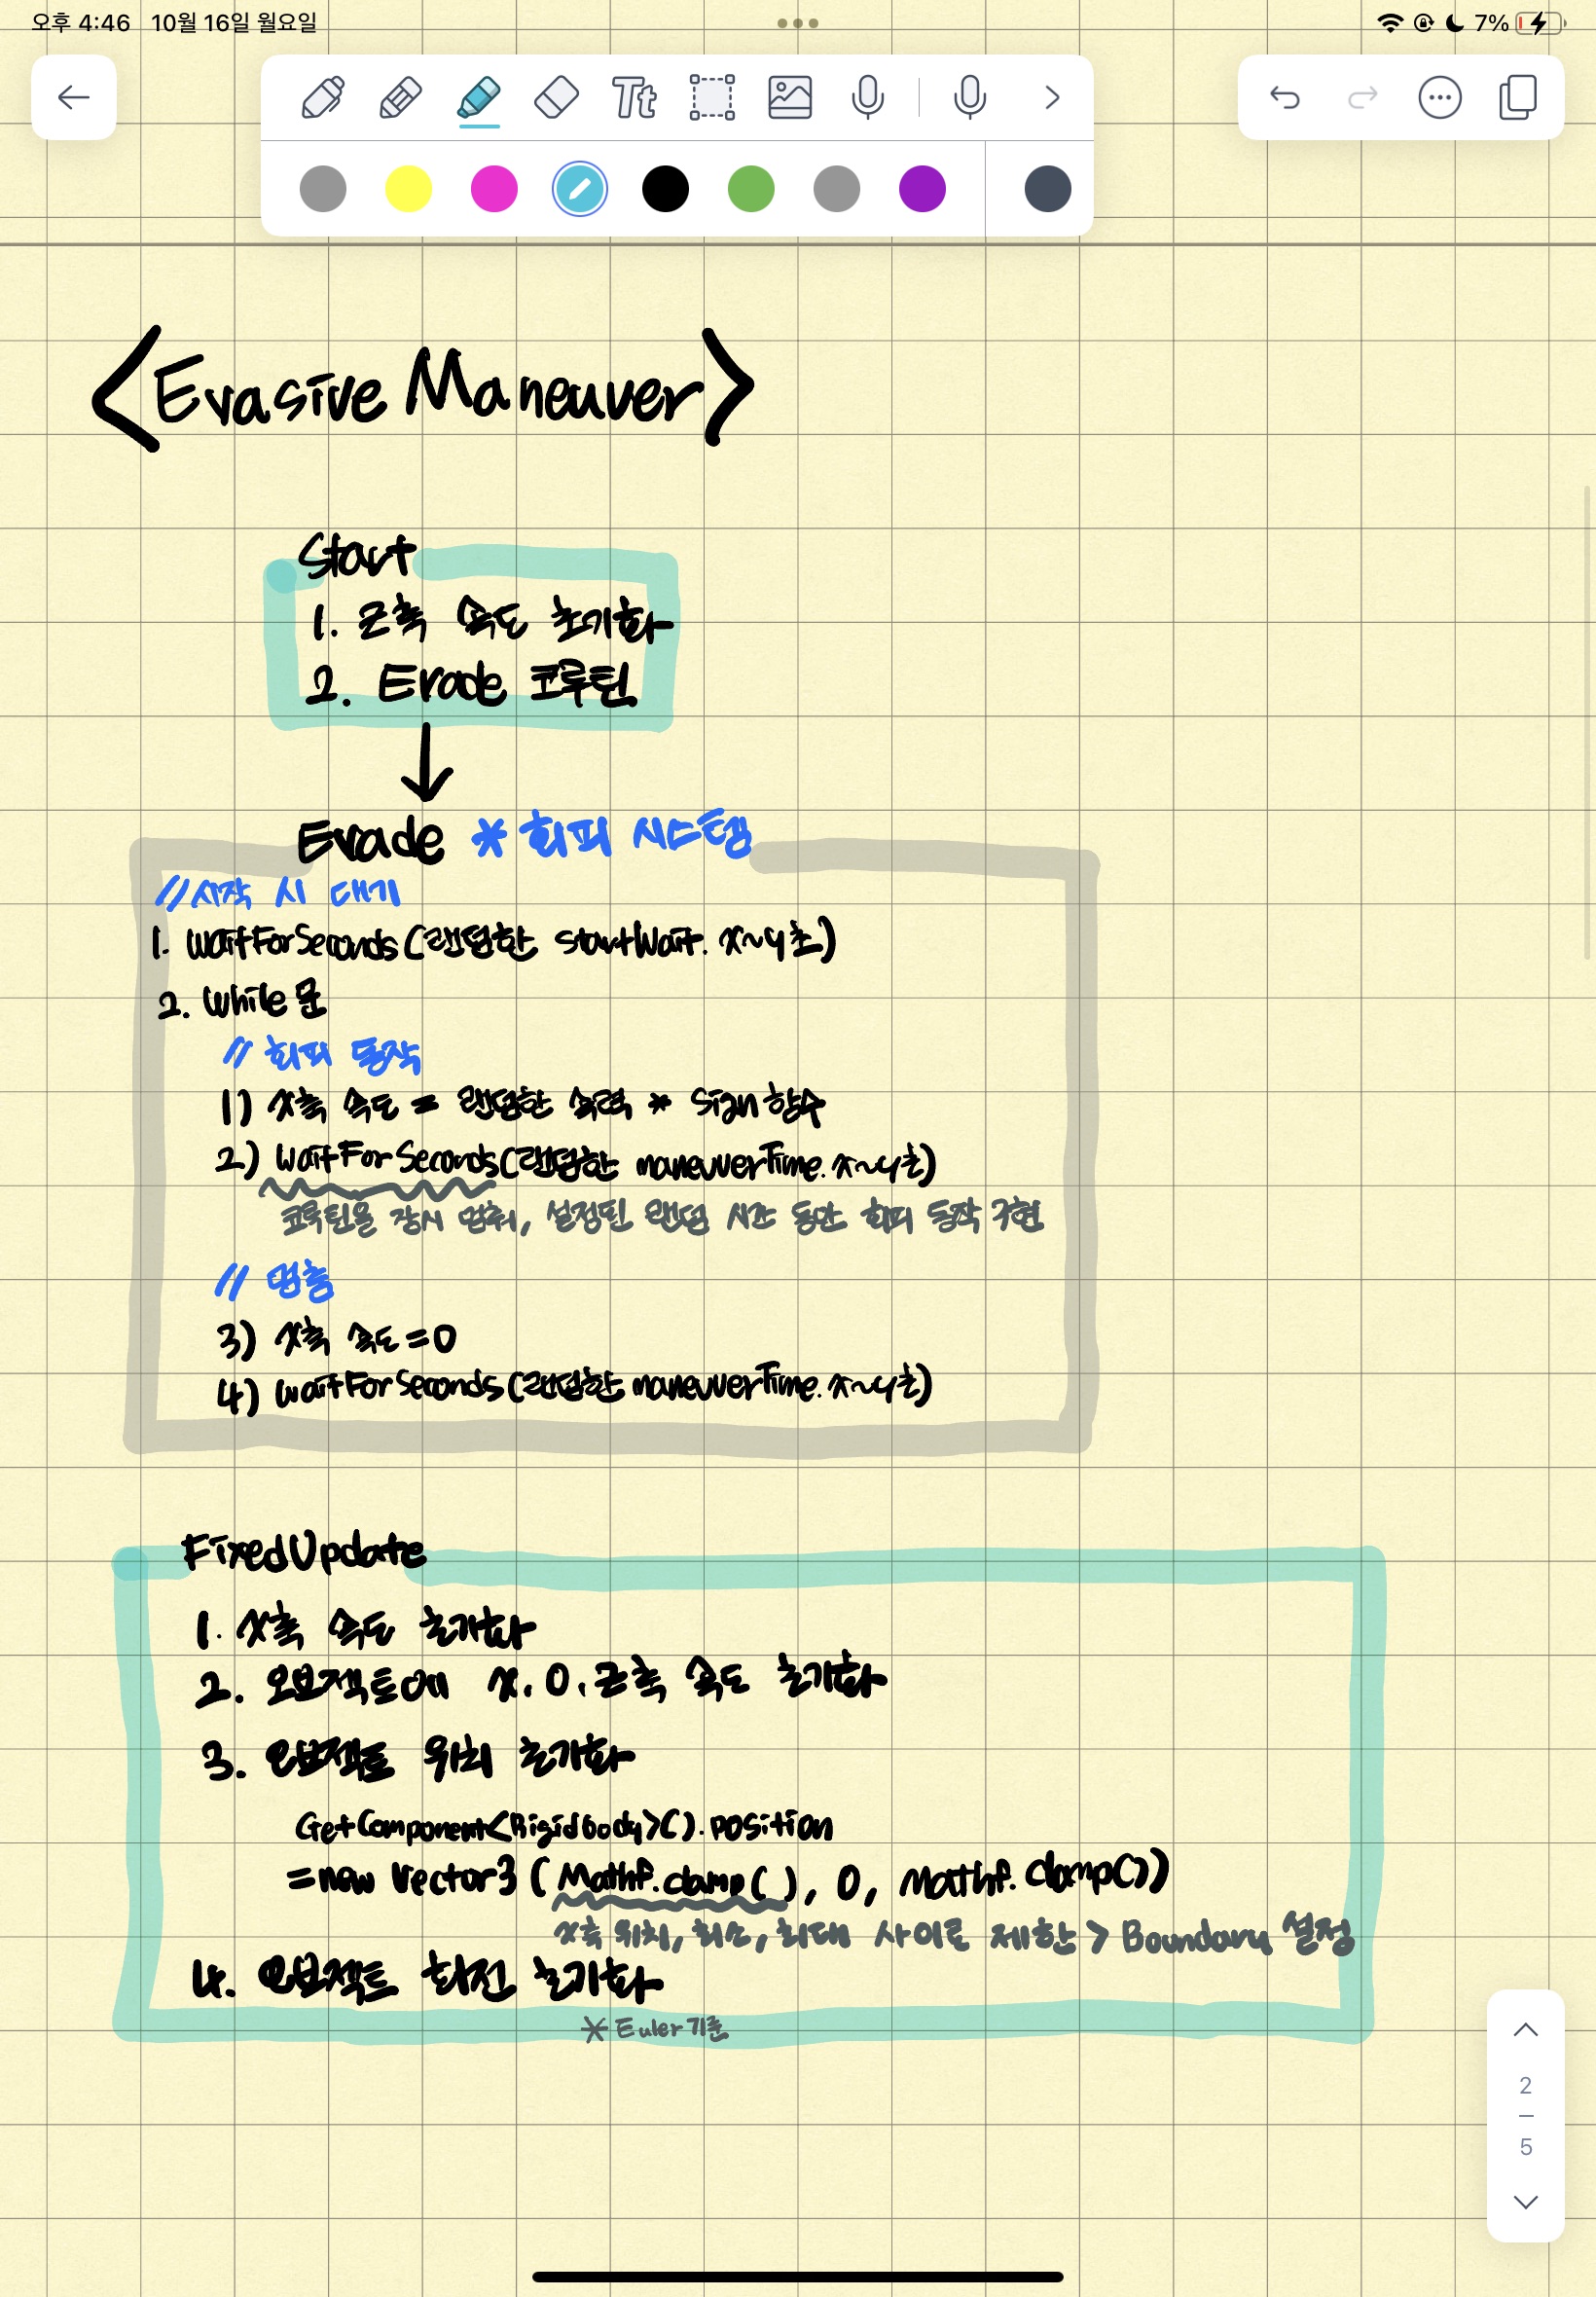 오후 4:46 10월 16일 월요일
7%
Tt
<Evasive Maneuver>
Start
1. Z축 속도 초기화
2. Evade 코루틴
Evade * 회피 시스템
//시작 시 대기
1. WaitForSeconds(랜덤한 startWait. x~y초)
2. While문
// 회피 동작
1) x축 속도 = 랜덤한 속력 * Sign 함수
2) WaitForSeconds(랜덤한 maneuverTime. x~y초)
코루틴을 잠시 멈춰, 설정된 랜덤 시간 동안 회피 동작 구현
// 멈춤
3) x축 속도 = 0
4) WaitForSeconds(랜덤한 maneuverTime. x~y초)
FixedUpdate
1. x축 속도 초기화
2. 오브젝트에 x, 0, z축 속도 초기화
3. 오브젝트 위치 초기화
GetComponent<Rigidbody>().position
= new Vector3 (Mathf.clamp( ), 0, Mathf.clamp())
x축 위치, 최소, 최대 사이로 제한 > Boundary 설정
4. 오브젝트 회전 초기화
* Euler 기준
2
5